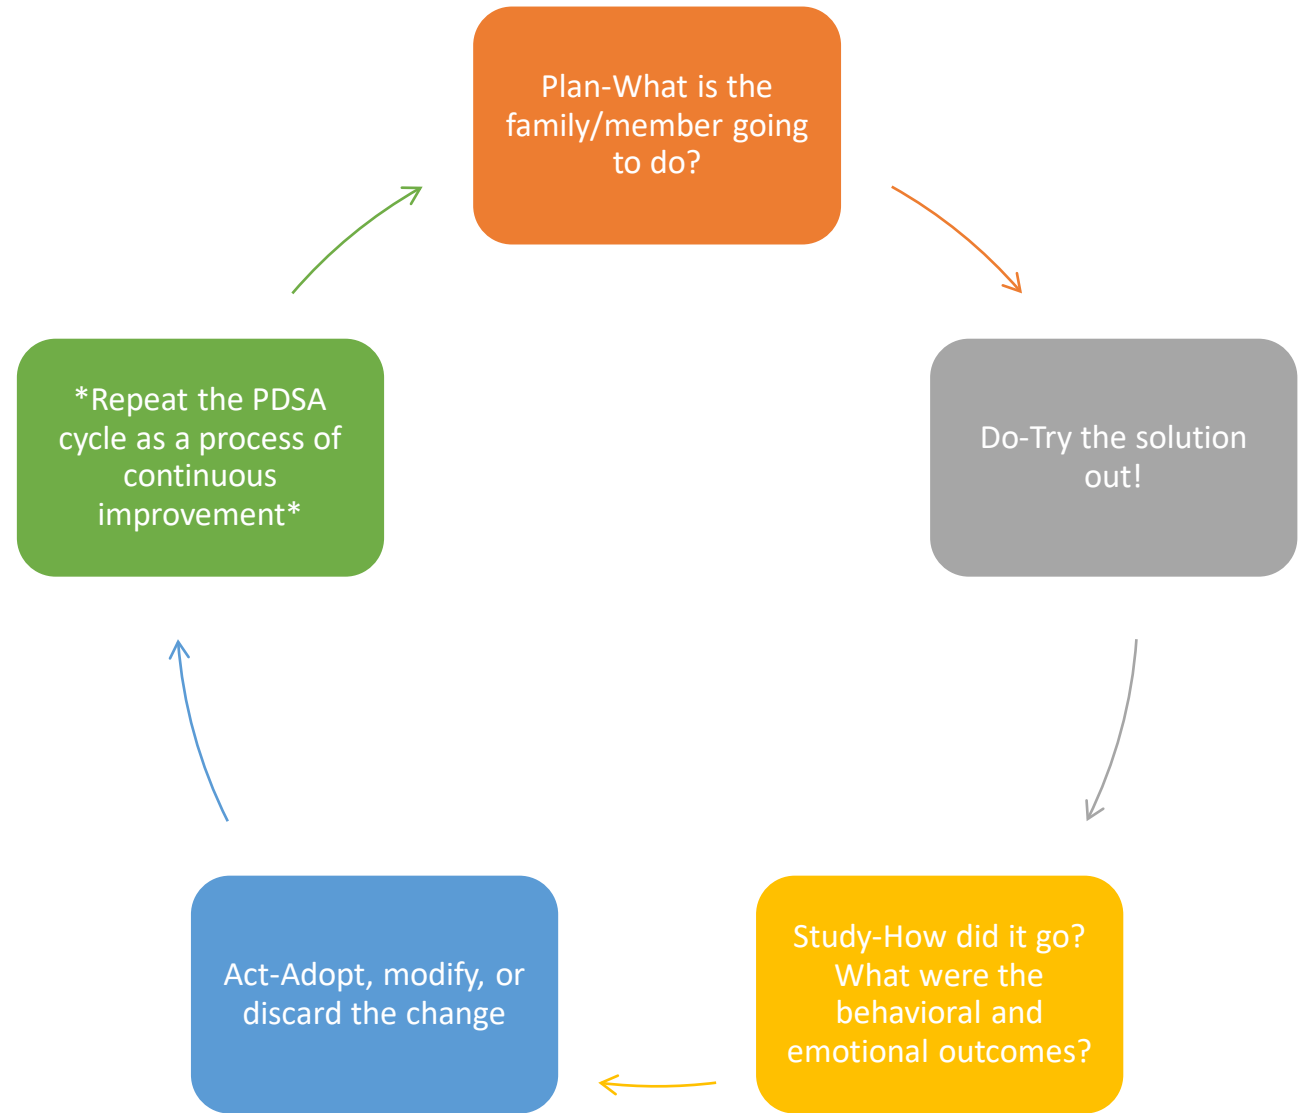 Plan-What is the
family/member going
to do?
Do-Try the solution
out!
Study-How did it go?
What were the
behavioral and
emotional outcomes?
Act-Adopt, modify, or
discard the change
*Repeat the PDSA
cycle as a process of
continuous
improvement*